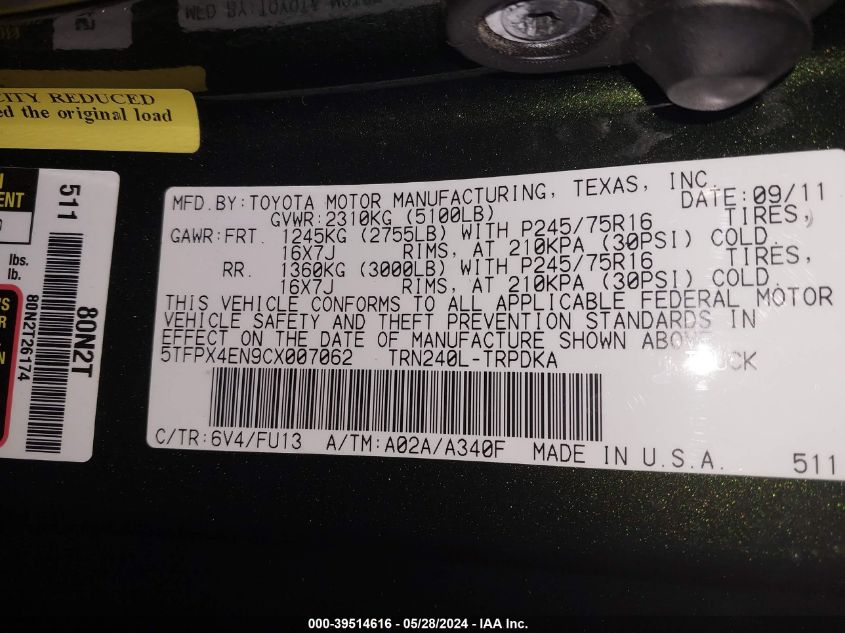 CITY REDUCED
ed the original load
511
80N2T
80N2T26174
lbs.
lb.
MFD.BY:TOYOTA MOTOR MANUFACTURING, TEXAS, INC.
DATE:09/11
GVWR:2310KG (5100LB)
GAWR:FRT. 1245KG (2755LB) WITH P245/75R16 TIRES,
16X7J RIMS, AT 210KPA (30PSI) COLD.
RR. 1360KG (3000LB) WITH P245/75R16 TIRES,
16X7J RIMS, AT 210KPA (30PSI) COLD.
THIS VEHICLE CONFORMS TO ALL APPLICABLE FEDERAL MOTOR
VEHICLE SAFETY AND THEFT PREVENTION STANDARDS IN
EFFECT ON THE DATE OF MANUFACTURE SHOWN ABOVE.
5TFPX4EN9CX007062 TRN240L-TRPDKA TRUCK
C/TR:6V4/FU13 A/TM:A02A/A340F MADE IN U.S.A.
511
000-39514616 - 05/28/2024 - IAA Inc.